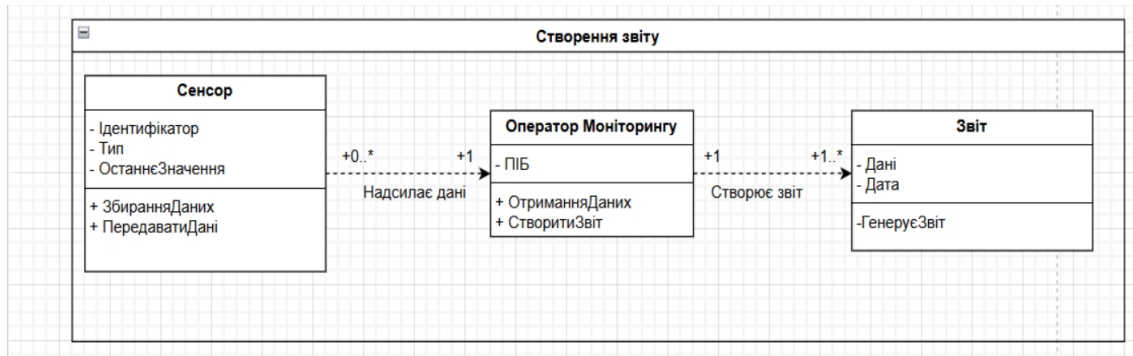 Створення звіту
Сенсор
- Ідентифікатор
- Тип
- ОстаннєЗначення
+ ЗбиранняДаних
+ ПередаватиДані
+0..*
+1
Надсилає дані
Оператор Моніторингу
- ПІБ
+ ОтриманняДаних
+ СтворитиЗвіт
+1
+1..*
Створює звіт
Звіт
- Дані
- Дата
-ГенеруєЗвіт